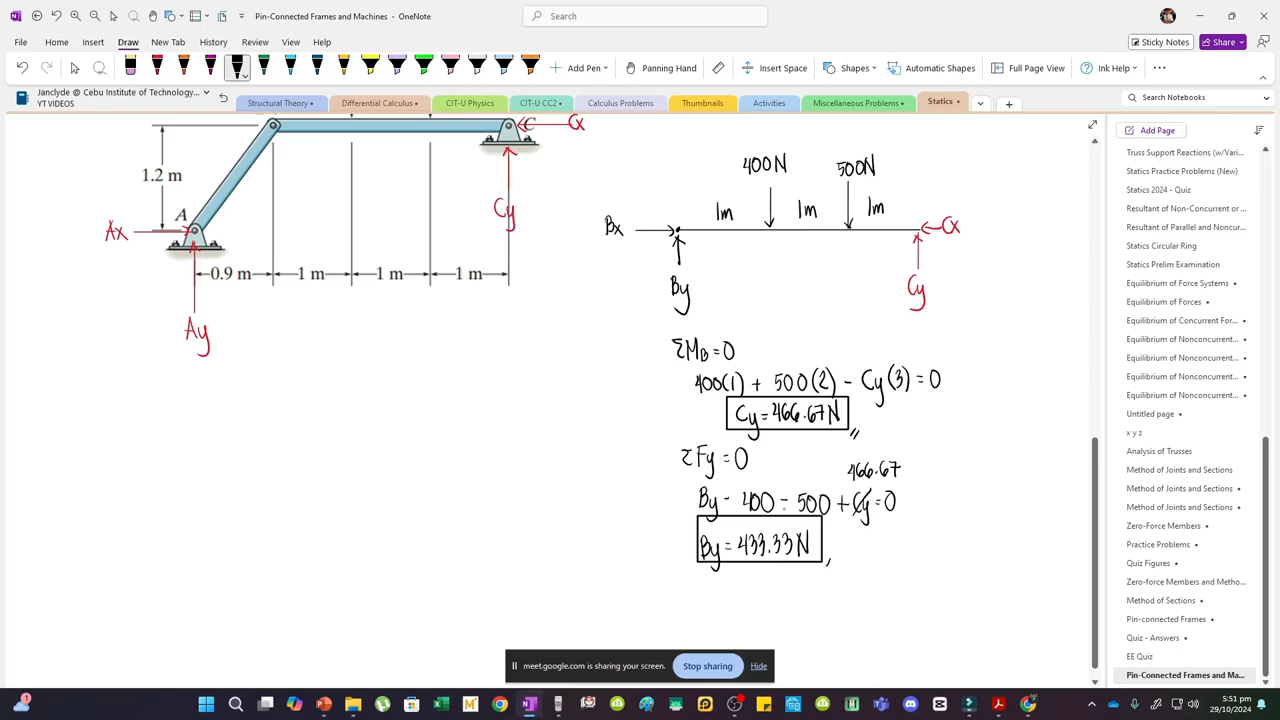 Pin-Connected Frames and Machines - OneNote
Search
File Home Insert Draw New Tab History Review View Help
Sticky Notes Share
Add Pen Panning Hand Insert Space Shapes Automatic Shapes Full Page View Ink Help
Janclyde @ Cebu Institute of Technology...
YT VIDEOS
Structural Theory Differential Calculus CIT-U Physics CIT-U CC2 Calculus Problems Thumbnails Activities Miscellaneous Problems Statics
Search Notebooks
Add Page
Truss Support Reactions (w/Vari...
Statics Practice Problems (New)
Statics 2024 - Quiz
Resultant of Non-Concurrent or ...
Resultant of Parallel and Noncur...
Statics Circular Ring
Statics Prelim Examination
Equilibrium of Force Systems
Equilibrium of Forces
Equilibrium of Concurrent For...
Equilibrium of Nonconcurrent...
Equilibrium of Nonconcurrent...
Equilibrium of Nonconcurrent...
Equilibrium of Nonconcurrent...
Untitled page
x y z
Analysis of Trusses
Method of Joints and Sections
Method of Joints and Sections
Method of Joints and Sections
Zero-Force Members
Practice Problems
Quiz Figures
Zero-force Members and Metho...
Method of Sections
Pin-connected Frames
Quiz - Answers
EE Quiz
Pin-Connected Frames and Ma...
C Cx
1.2 m
A
Ax
Cy
0.9 m 1 m 1 m 1 m
Ay
400N 500N
1m 1m 1m
Bx Cx
By Cy
ΣM_B = 0
400(1) + 500(2) - Cy(3) = 0
Cy = 466.67 N
ΣFy = 0
466.67
By - 400 - 500 + Cy = 0
By = 433.33 N
meet.google.com is sharing your screen. Stop sharing Hide
5:51 pm
29/10/2024